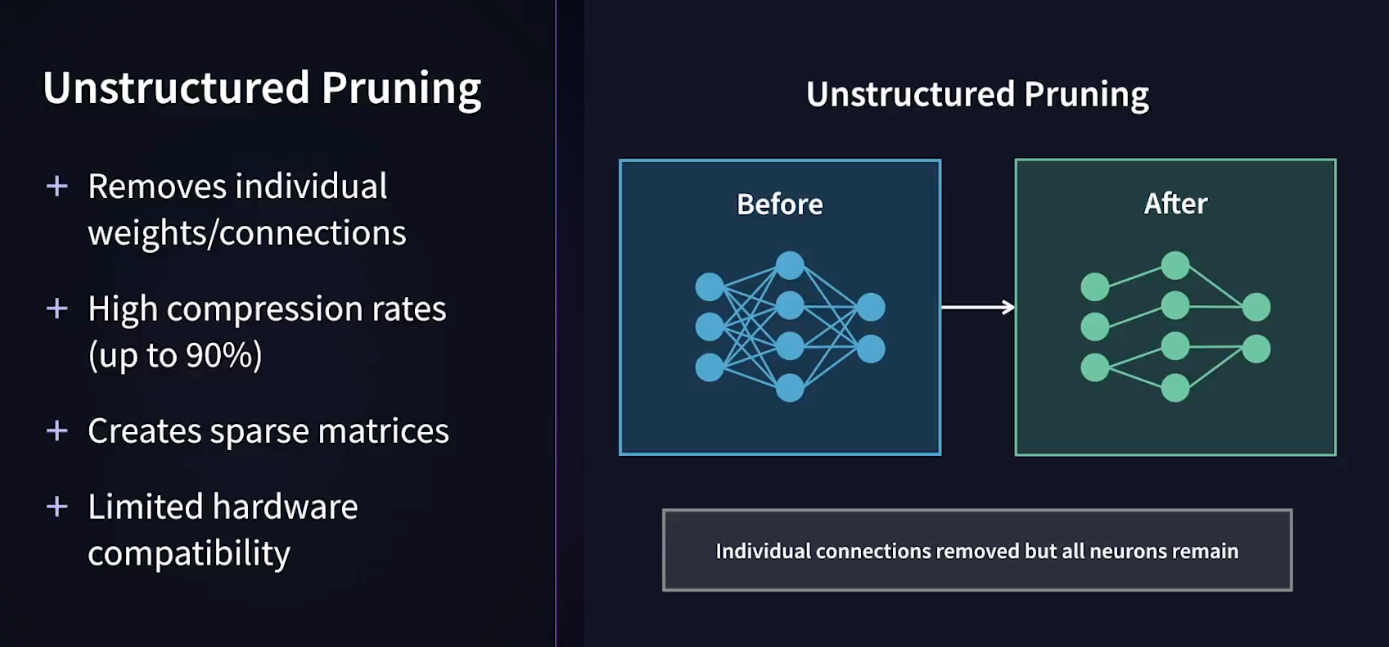 Unstructured Pruning
+ Removes individual
weights/connections
+ High compression rates
(up to 90%)
+ Creates sparse matrices
+ Limited hardware
compatibility
Unstructured Pruning
Before
After
Individual connections removed but all neurons remain